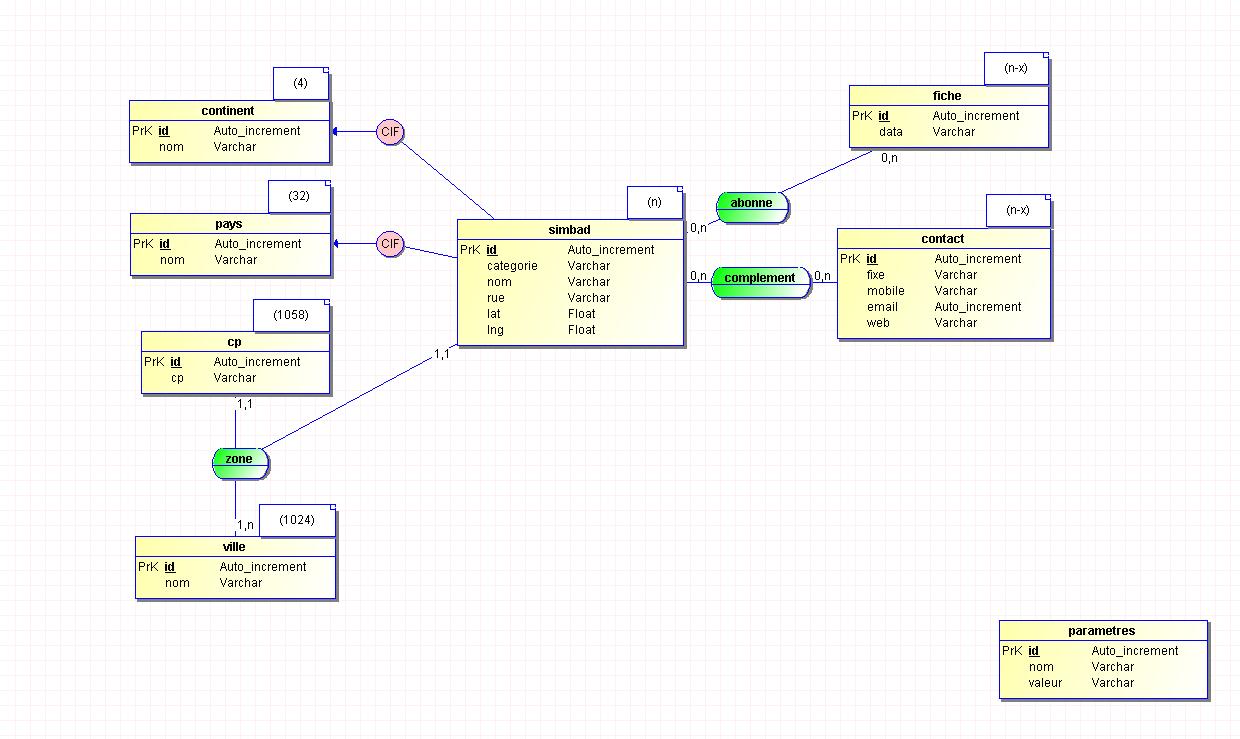 (4)
continent
PrK id Auto_increment
nom Varchar
CIF
(32)
pays
PrK id Auto_increment
nom Varchar
CIF
(1058)
cp
PrK id Auto_increment
cp Varchar
1,1
zone
1,n
(1024)
ville
PrK id Auto_increment
nom Varchar
(n)
simbad
PrK id Auto_increment
categorie Varchar
nom Varchar
rue Varchar
lat Float
lng Float
1,1
0,n
abonne
0,n
(n-x)
fiche
PrK id Auto_increment
data Varchar
0,n
complement
0,n
(n-x)
contact
PrK id Auto_increment
fixe Varchar
mobile Varchar
email Auto_increment
web Varchar
parametres
PrK id Auto_increment
nom Varchar
valeur Varchar